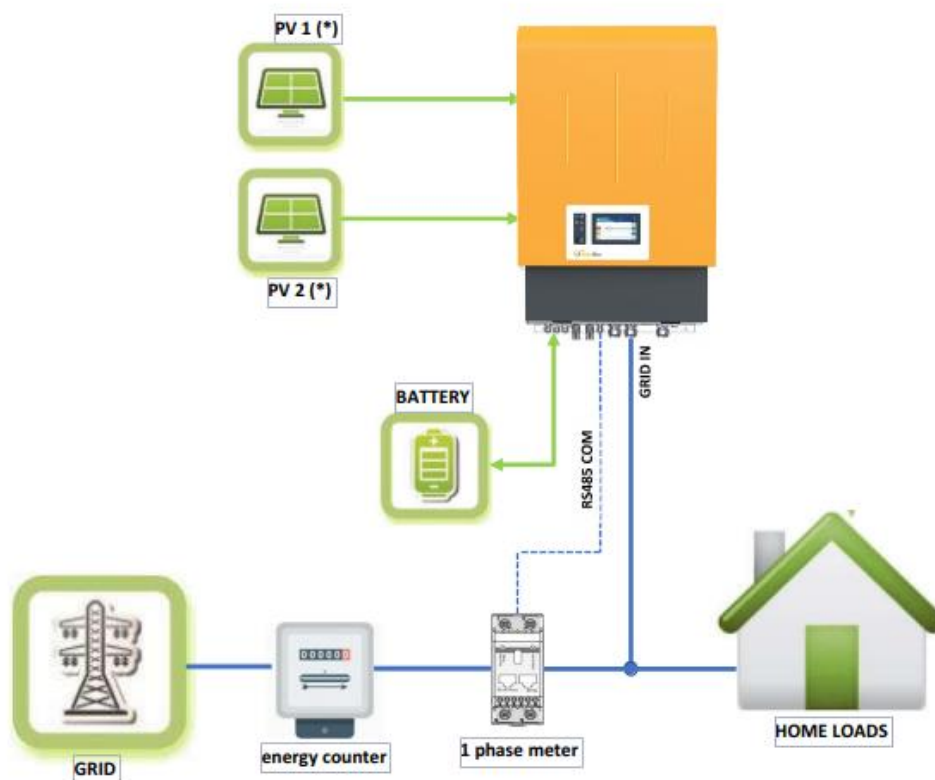 PV 1 (*)
PV 2 (*)
GRID IN
BATTERY
RS485 COM
GRID
energy counter
1 phase meter
HOME LOADS